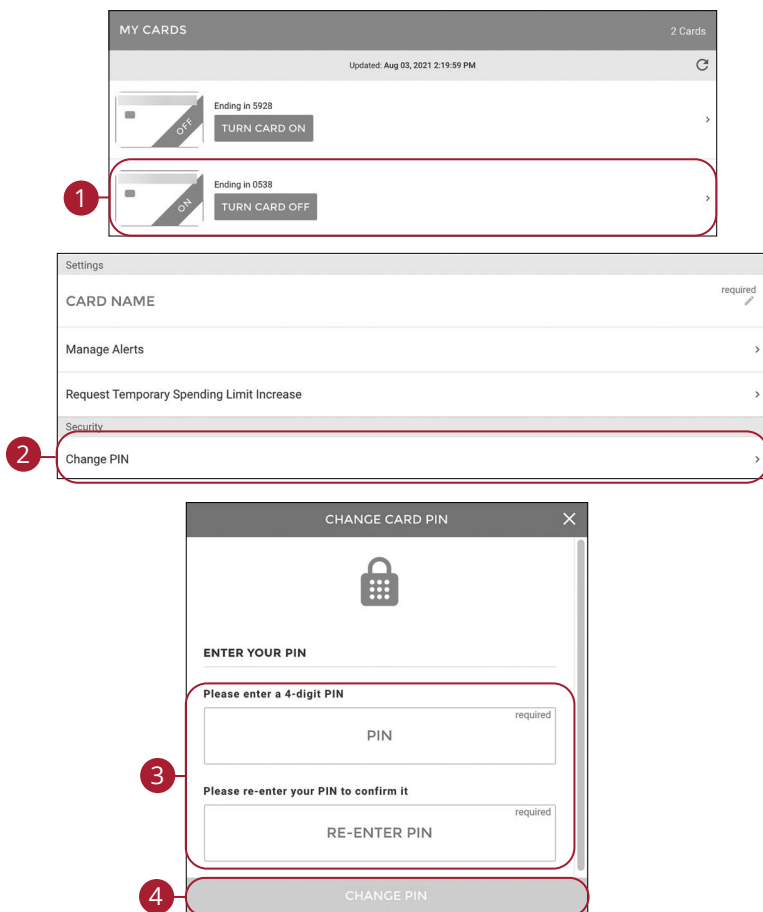 MY CARDS 2 Cards
Updated: Aug 03, 2021 2:19:59 PM
Ending in 5928
OFF TURN CARD ON
1
Ending in 0538
ON TURN CARD OFF
Settings
CARD NAME required
Manage Alerts
Request Temporary Spending Limit Increase
Security
2 Change PIN
CHANGE CARD PIN
ENTER YOUR PIN
Please enter a 4-digit PIN
required
PIN
3
Please re-enter your PIN to confirm it
required
RE-ENTER PIN
4 CHANGE PIN